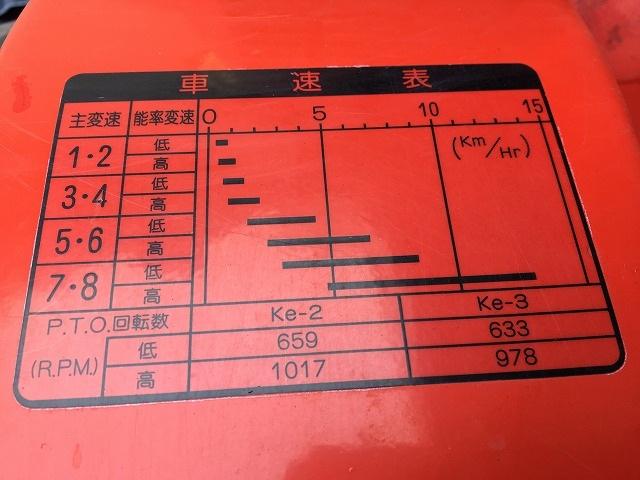 車速表
主変速 能率変速 0 5 10 15
(Km/Hr)
1・2 低
高
3・4 低
高
5・6 低
高
7・8 低
高
P.T.O.回転数 Ke-2 Ke-3
(R.P.M.) 低 659 633
高 1017 978